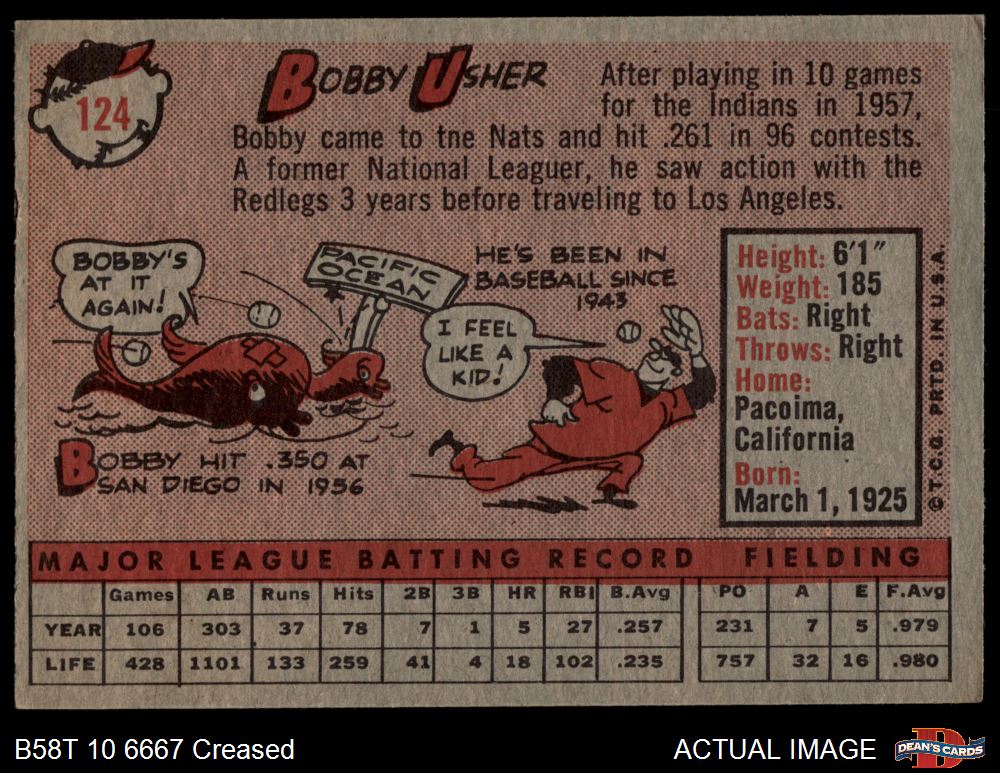 124
BOBBY USHER
After playing in 10 games
for the Indians in 1957,
Bobby came to tne Nats and hit .261 in 96 contests.
A former National Leaguer, he saw action with the
Redlegs 3 years before traveling to Los Angeles.
BOBBY'S
AT IT
AGAIN!
PACIFIC
OCEAN
HE'S BEEN IN
BASEBALL SINCE
1943
I FEEL
LIKE A
KID!
BOBBY HIT .350 AT
SAN DIEGO IN 1956
Height: 6'1"
Weight: 185
Bats: Right
Throws: Right
Home:
Pacoima,
California
Born:
March 1, 1925
© T.C.G. PRTD. IN U.S.A.
MAJOR LEAGUE BATTING RECORD FIELDING
Games AB Runs Hits 2B 3B HR RBI B.Avg PO A E F.Avg
YEAR 106 303 37 78 7 1 5 27 .257 231 7 5 .979
LIFE 428 1101 133 259 41 4 18 102 .235 757 32 16 .980
B58T 10 6667 Creased
ACTUAL IMAGE
D
DEAN'S CARDS